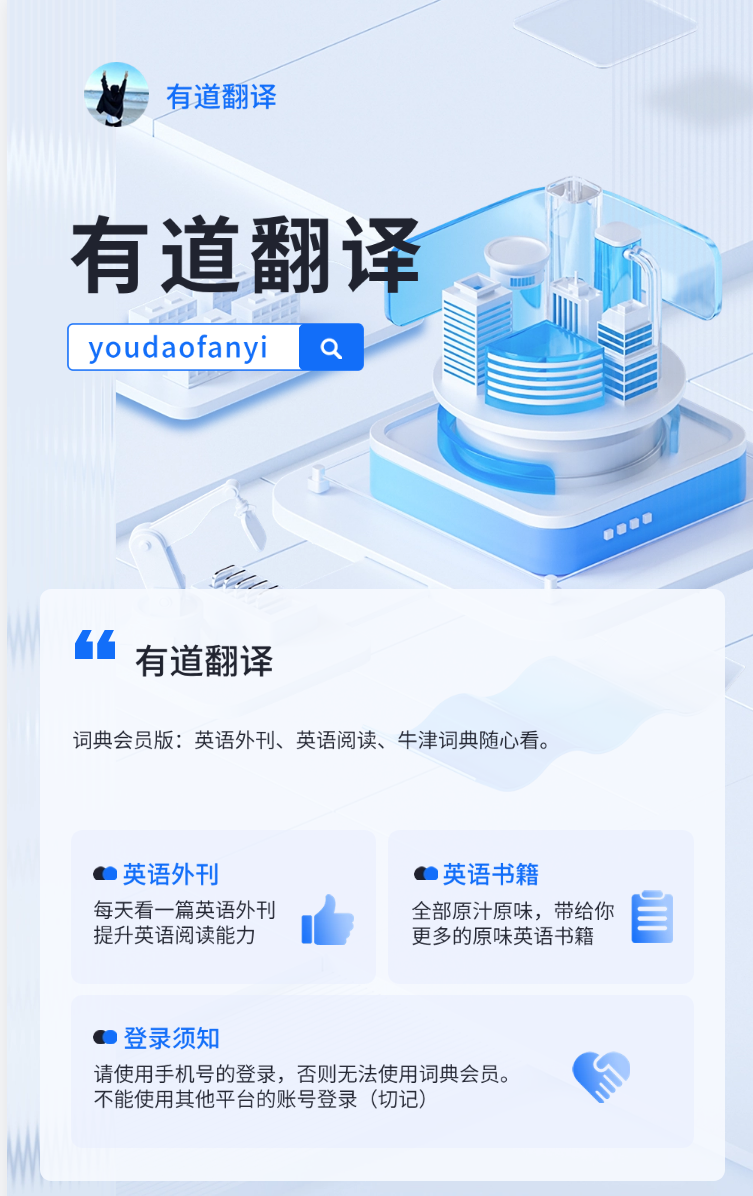 有道翻译
有道翻译
youdaofanyi
有道翻译
词典会员版：英语外刊、英语阅读、牛津词典随心看。
英语外刊
每天看一篇英语外刊
提升英语阅读能力
英语书籍
全部原汁原味，带给你
更多的原味英语书籍
登录须知
请使用手机号的登录，否则无法使用词典会员。
不能使用其他平台的账号登录（切记）